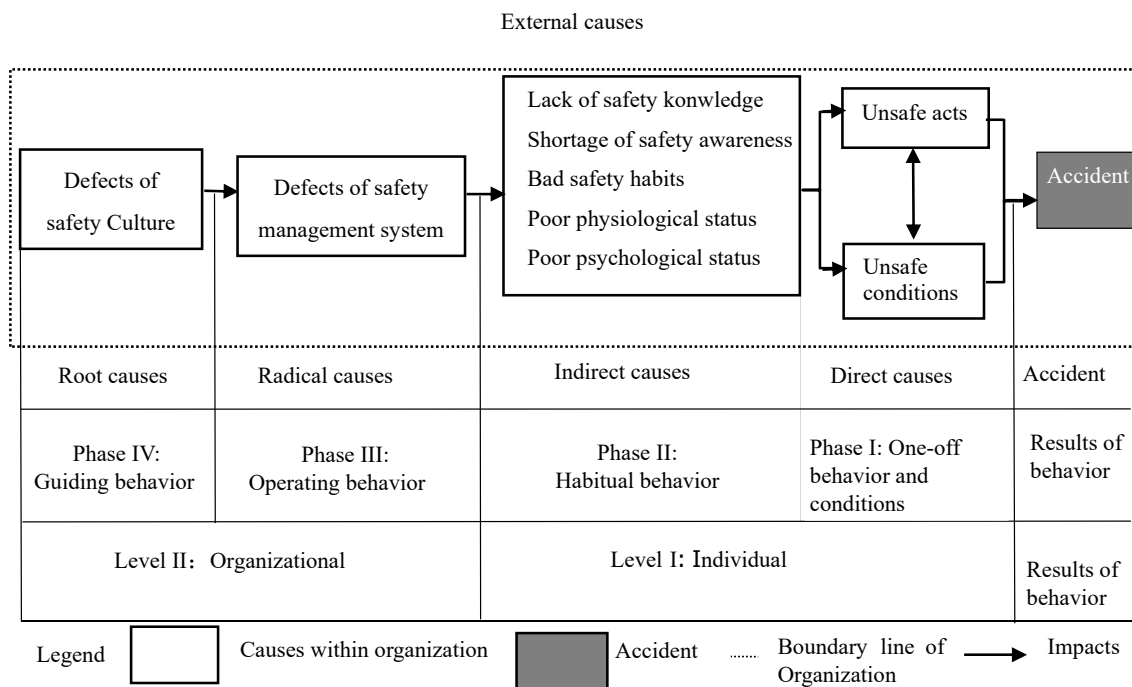 External causes
Defects of
safety Culture
Defects of safety
management system
Lack of safety konwledge
Shortage of safety awareness
Bad safety habits
Poor physiological status
Poor psychological status
Unsafe acts
Unsafe
conditions
Accident
Root causes
Radical causes
Indirect causes
Direct causes
Accident
Phase IV:
Guiding behavior
Phase III:
Operating behavior
Phase II:
Habitual behavior
Phase I: One-off
behavior and
conditions
Results of
behavior
Level II：Organizational
Level I: Individual
Results of
behavior
Legend
Causes within organization
Accident
Boundary line of
Organization
Impacts